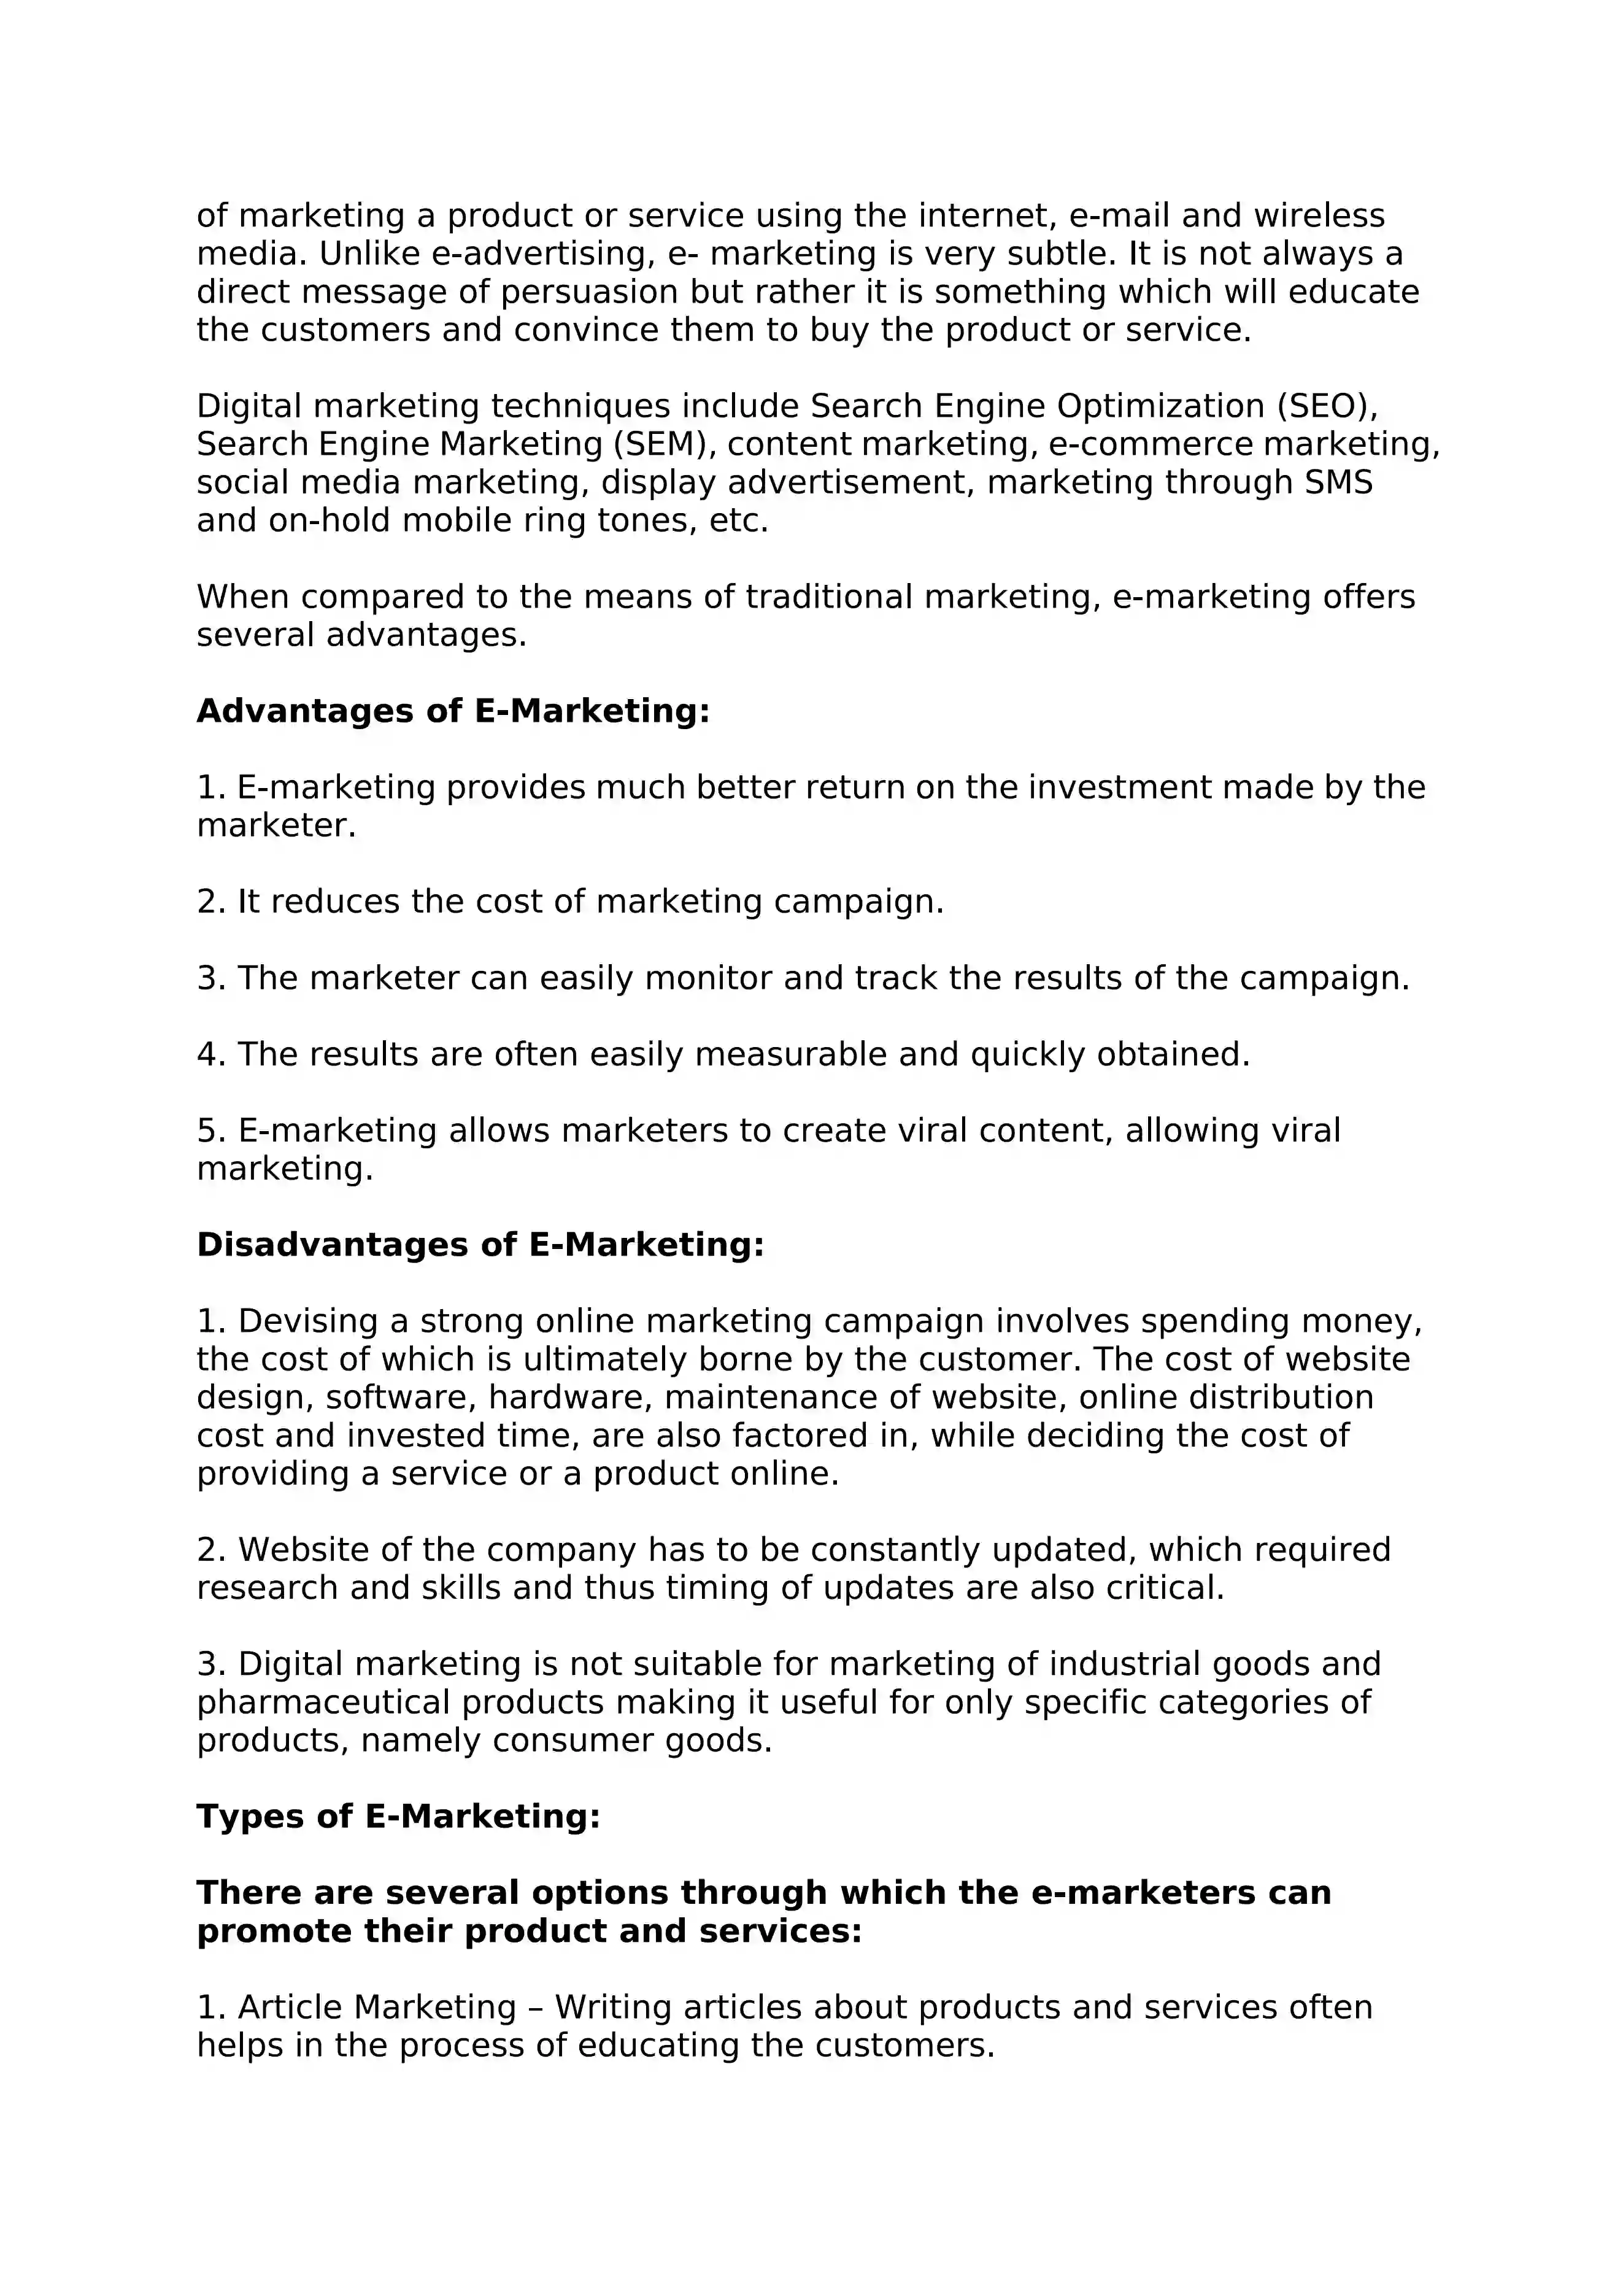 of marketing a product or service using the internet, e-mail and wireless
media. Unlike e-advertising, e- marketing is very subtle. It is not always a
direct message of persuasion but rather it is something which will educate
the customers and convince them to buy the product or service.
Digital marketing techniques include Search Engine Optimization (SEO),
Search Engine Marketing (SEM), content marketing, e-commerce marketing,
social media marketing, display advertisement, marketing through SMS
and on-hold mobile ring tones, etc.
When compared to the means of traditional marketing, e-marketing offers
several advantages.
Advantages of E-Marketing:
1. E-marketing provides much better return on the investment made by the
marketer.
2. It reduces the cost of marketing campaign.
3. The marketer can easily monitor and track the results of the campaign.
4. The results are often easily measurable and quickly obtained.
5. E-marketing allows marketers to create viral content, allowing viral
marketing.
Disadvantages of E-Marketing:
1. Devising a strong online marketing campaign involves spending money,
the cost of which is ultimately borne by the customer. The cost of website
design, software, hardware, maintenance of website, online distribution
cost and invested time, are also factored in, while deciding the cost of
providing a service or a product online.
2. Website of the company has to be constantly updated, which required
research and skills and thus timing of updates are also critical.
3. Digital marketing is not suitable for marketing of industrial goods and
pharmaceutical products making it useful for only specific categories of
products, namely consumer goods.
Types of E-Marketing:
There are several options through which the e-marketers can
promote their product and services:
1. Article Marketing – Writing articles about products and services often
helps in the process of educating the customers.